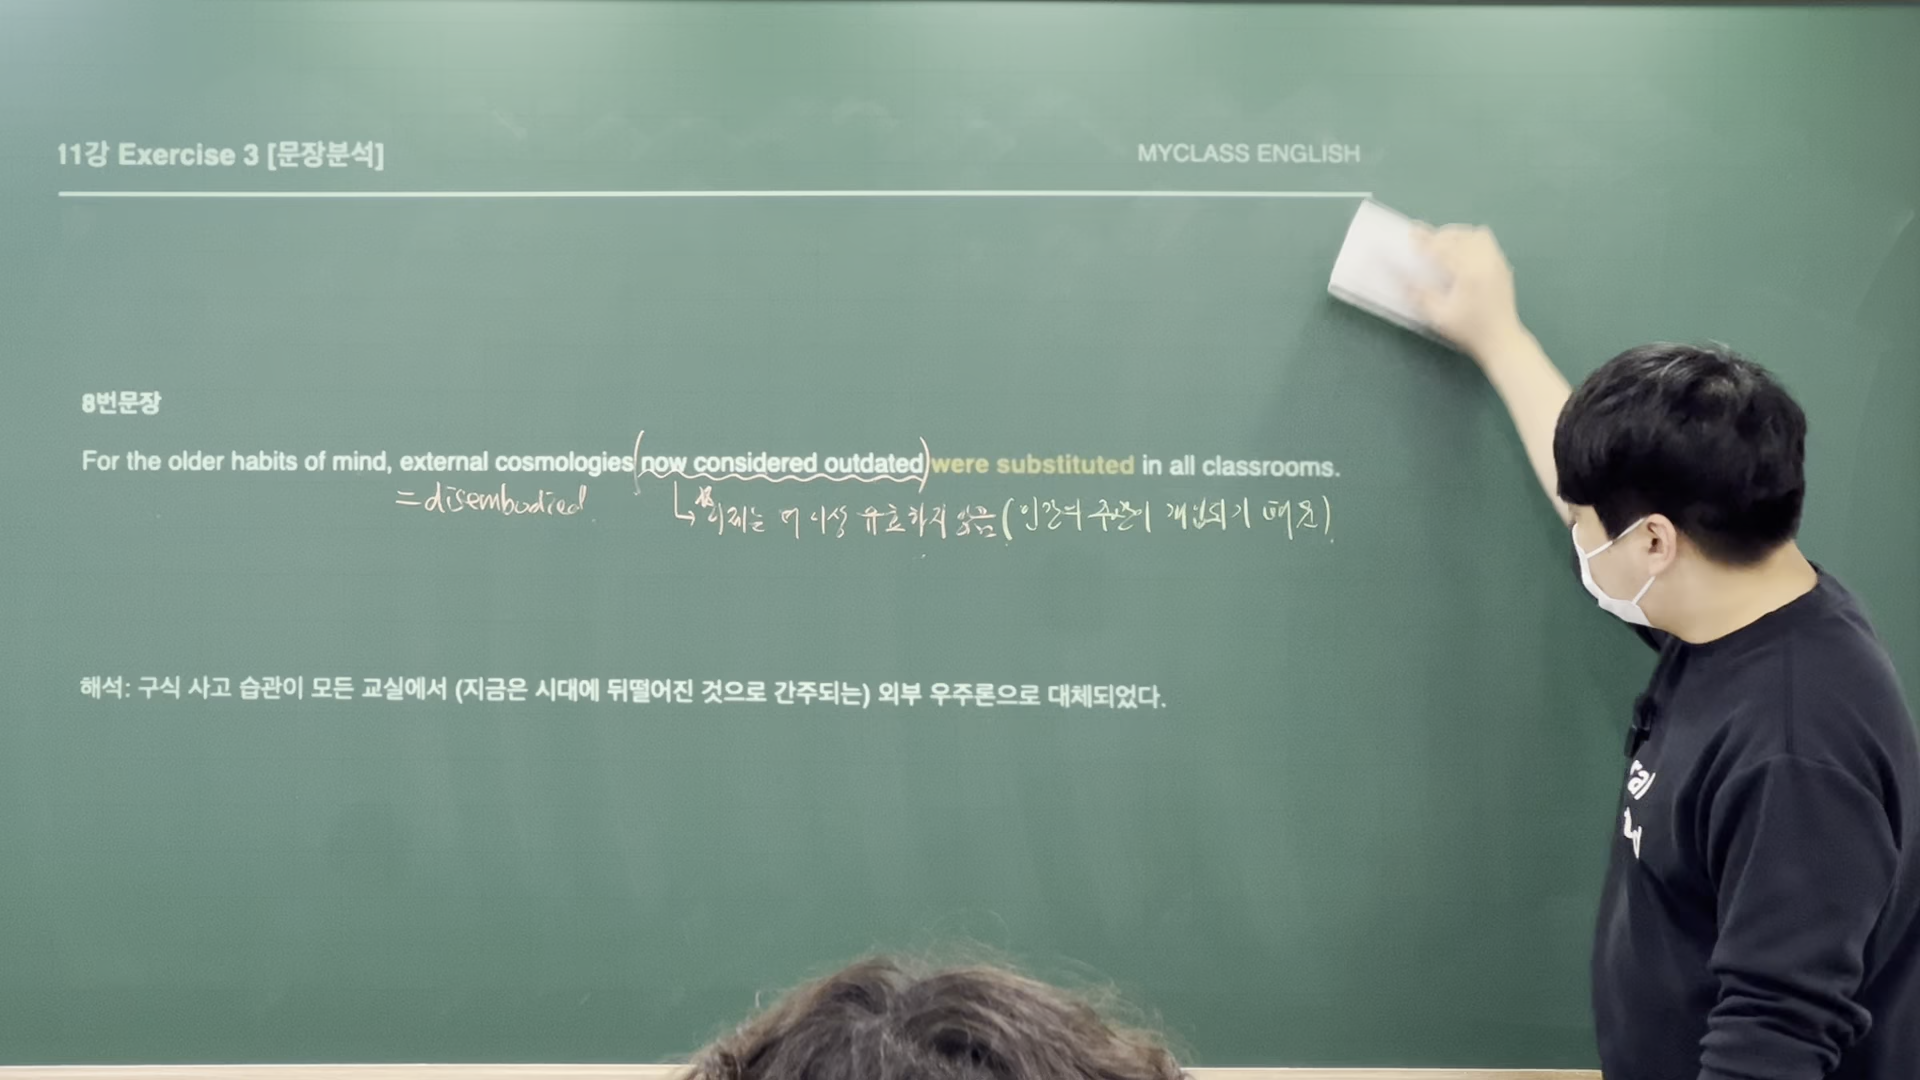 11강 Exercise 3 [문장분석]
MYCLASS ENGLISH
8번문장
For the older habits of mind, external cosmologies (now considered outdated) were substituted in all classrooms.
= disembodied
↳ 이제는 더 이상 유효하지 않음 (인간의 주관이 개입되기 때문)
해석: 구식 사고 습관이 모든 교실에서 (지금은 시대에 뒤떨어진 것으로 간주되는) 외부 우주론으로 대체되었다.